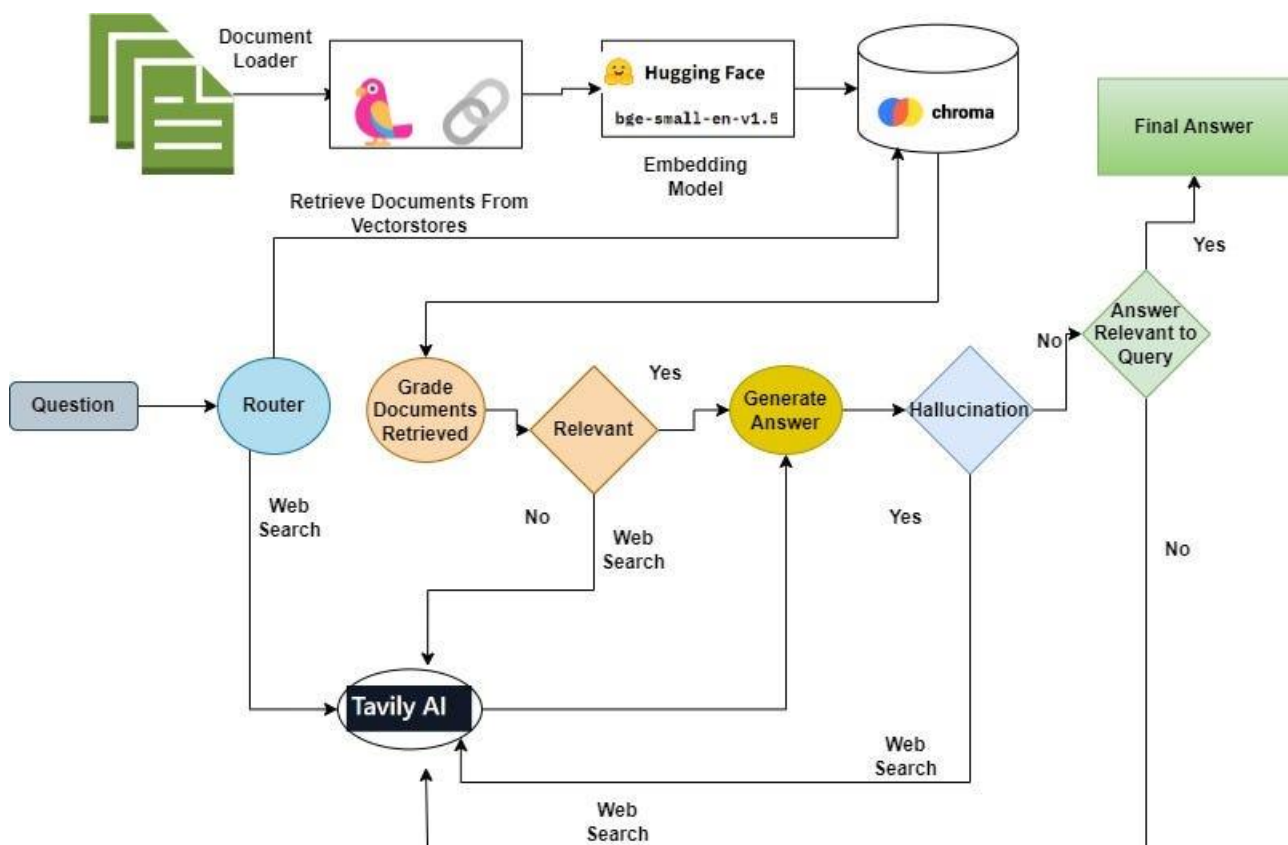 Document
Loader
Hugging Face
bge-small-en-v1.5
chroma
Final Answer
Embedding
Model
Retrieve Documents From
Vectorstores
Yes
Answer
Relevant to
Query
No
Question
Router
Grade
Documents
Retrieved
Relevant
Yes
Generate
Answer
Hallucination
Web
Search
No
Web
Search
Yes
No
Tavily AI
Web
Search
Web
Search